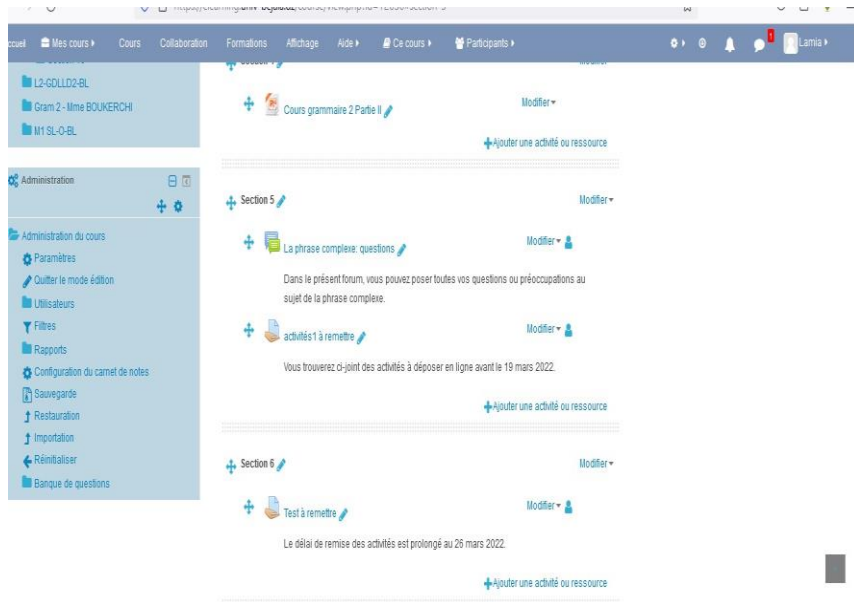 Mes cours Cours Collaboration Formations Affichage Aide Ce cours Participants 1 Lamia
L2-GDLLD2-BL
Gram 2 - Mme BOUKERCHI
M1 SL-O-BL
Administration
Administration du cours
Paramètres
Quitter le mode édition
Utilisateurs
Filtres
Rapports
Configuration du carnet de notes
Sauvegarde
Restauration
Importation
Réinitialiser
Banque de questions
Cours grammaire 2 Partie II Modifier
Ajouter une activité ou ressource
Section 5 Modifier
La phrase complexe: questions Modifier
Dans le présent forum, vous pouvez poser toutes vos questions ou préoccupations au
sujet de la phrase complexe.
activités1 à remettre Modifier
Vous trouverez ci-joint des activités à déposer en ligne avant le 19 mars 2022.
Ajouter une activité ou ressource
Section 6 Modifier
Test à remettre Modifier
Le délai de remise des activités est prolongé au 26 mars 2022.
Ajouter une activité ou ressource